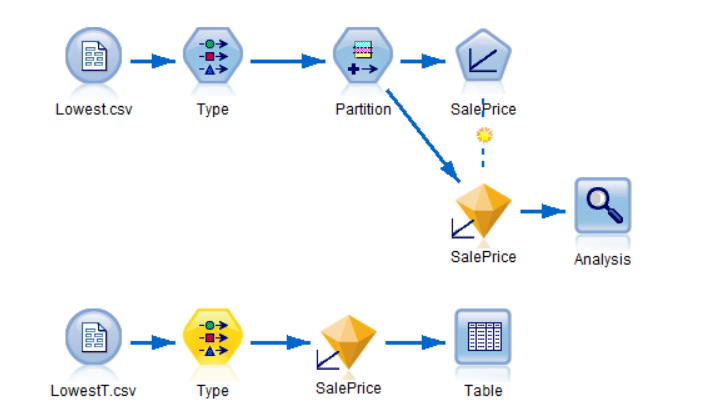 Lowest.csv
Type
Partition
SalePrice
SalePrice
Analysis
LowestT.csv
Type
SalePrice
Table